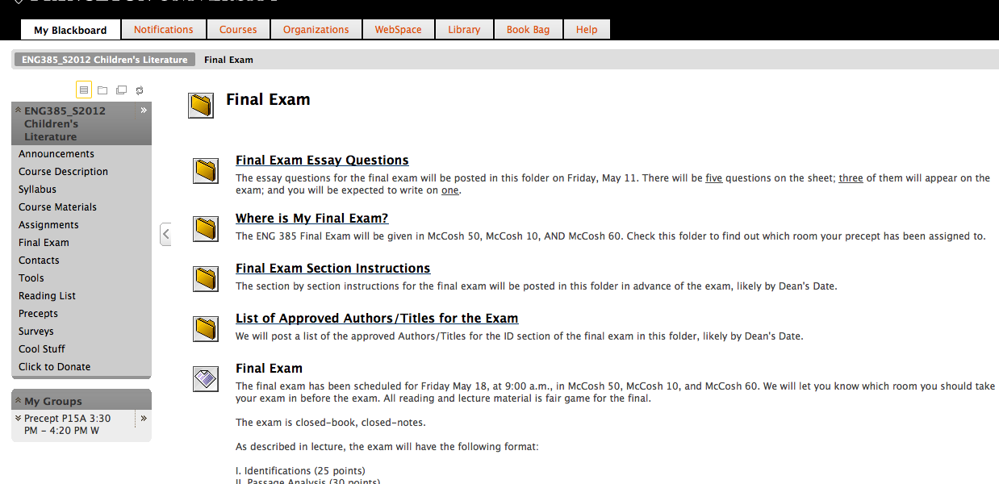 PRINCETON UNIVERSITY
My Blackboard Notifications Courses Organizations WebSpace Library Book Bag Help
ENG385_S2012 Children's Literature Final Exam
ENG385_S2012
Children's
Literature
Announcements
Course Description
Syllabus
Course Materials
Assignments
Final Exam
Contacts
Tools
Reading List
Precepts
Surveys
Cool Stuff
Click to Donate
My Groups
Precept P15A 3:30
PM – 4:20 PM W
Final Exam
Final Exam Essay Questions
The essay questions for the final exam will be posted in this folder on Friday, May 11. There will be five questions on the sheet; three of them will appear on the
exam; and you will be expected to write on one.
Where is My Final Exam?
The ENG 385 Final Exam will be given in McCosh 50, McCosh 10, AND McCosh 60. Check this folder to find out which room your precept has been assigned to.
Final Exam Section Instructions
The section by section instructions for the final exam will be posted in this folder in advance of the exam, likely by Dean's Date.
List of Approved Authors/Titles for the Exam
We will post a list of the approved Authors/Titles for the ID section of the final exam in this folder, likely by Dean's Date.
Final Exam
The final exam has been scheduled for Friday May 18, at 9:00 a.m., in McCosh 50, McCosh 10, and McCosh 60. We will let you know which room you should take
your exam in before the exam. All reading and lecture material is fair game for the final.
The exam is closed-book, closed-notes.
As described in lecture, the exam will have the following format:
I. Identifications (25 points)
II. Passage Analysis (30 points)